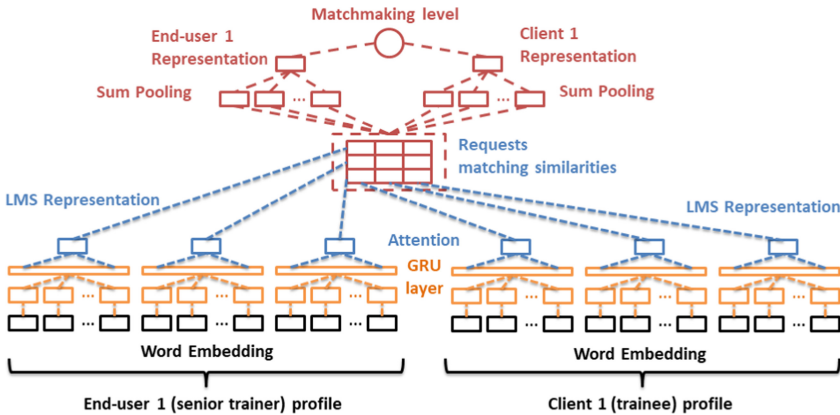 Matchmaking level
End-user 1
Representation
Client 1
Representation
Sum Pooling
...
...
Sum Pooling
Requests
matching similarities
LMS Representation
LMS Representation
Attention
GRU
layer
... ... ... ... ... ...
... ... ... ... ... ...
Word Embedding
Word Embedding
End-user 1 (senior trainer) profile
Client 1 (trainee) profile